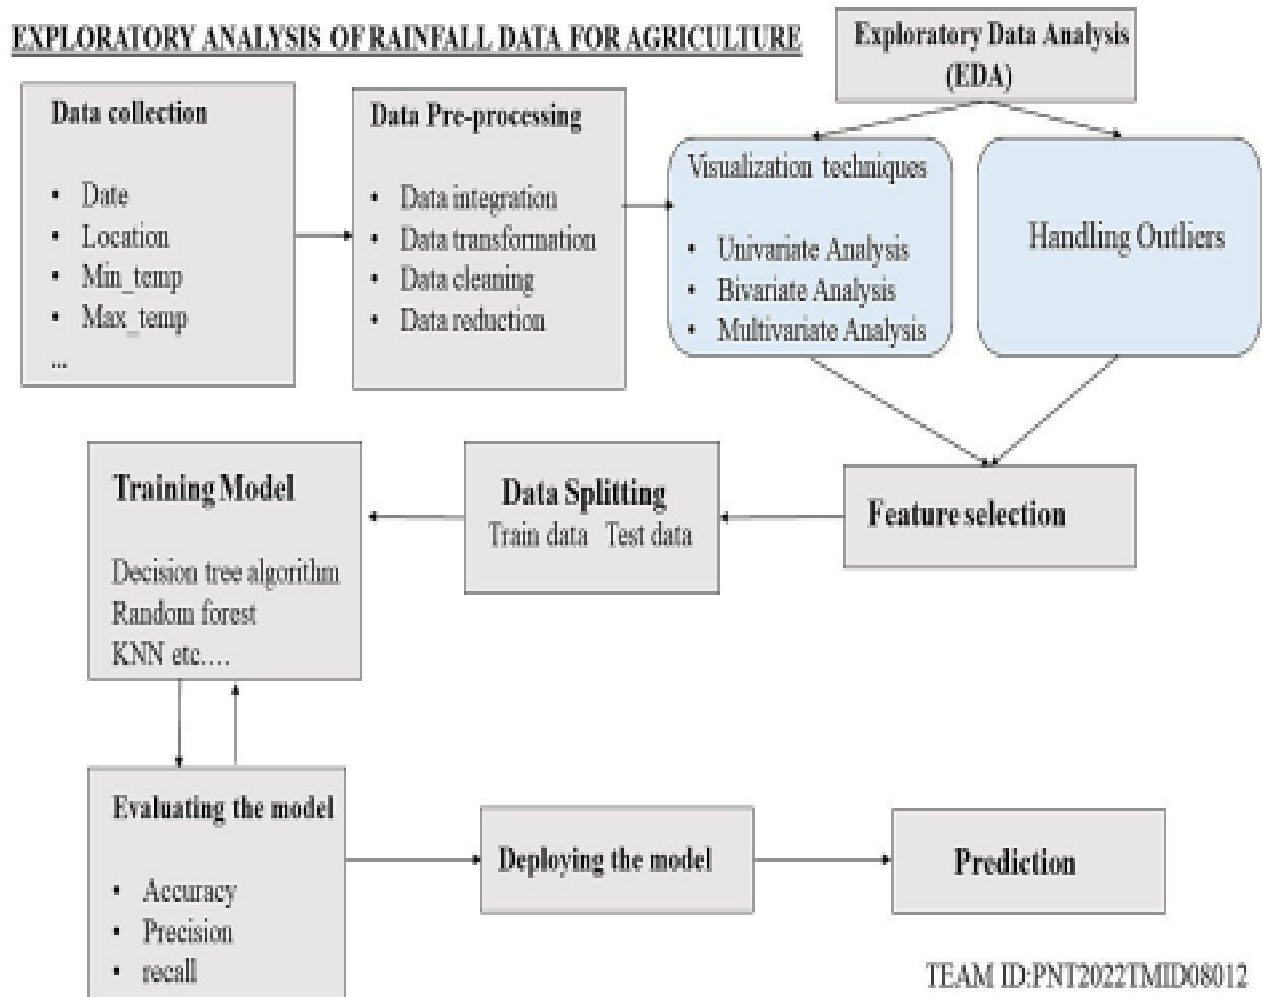 EXPLORATORY ANALYSIS OF RAINFALL DATA FOR AGRICULTURE
Exploratory Data Analysis
(EDA)
Data collection
• Date
• Location
• Min_temp
• Max_temp
...
Data Pre-processing
• Data integration
• Data transformation
• Data cleaning
• Data reduction
Visualization techniques
• Univariate Analysis
• Bivariate Analysis
• Multivariate Analysis
Handling Outliers
Feature selection
Data Splitting
Train data Test data
Training Model
Decision tree algorithm
Random forest
KNN etc....
Evaluating the model
• Accuracy
• Precision
• recall
Deploying the model
Prediction
TEAM ID:PNT2022TMID08012